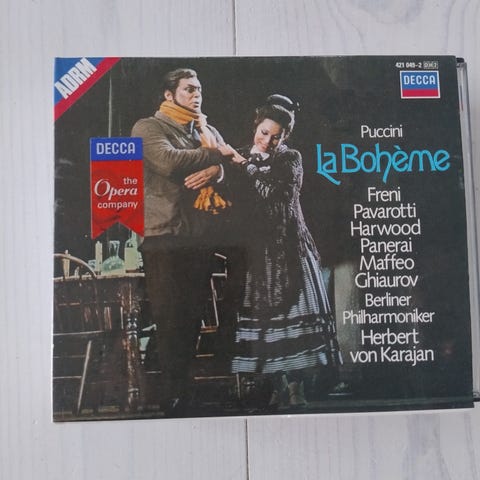 ADRM
421 049-2
DECCA
Puccini
La Bohème
Freni
Pavarotti
Harwood
Panerai
Maffeo
Ghiaurov
Berliner
Philharmoniker
Herbert
von Karajan
DECCA
the
Opera
company